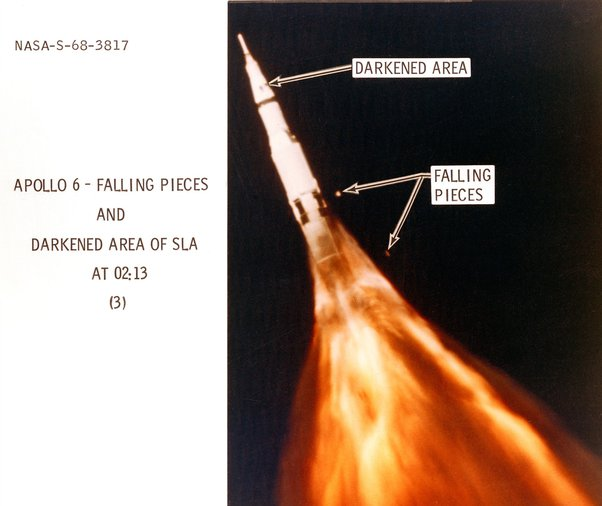 NASA-S-68-3817
DARKENED AREA
FALLING
PIECES
APOLLO 6 - FALLING PIECES
AND
DARKENED AREA OF SLA
AT 02:13
(3)